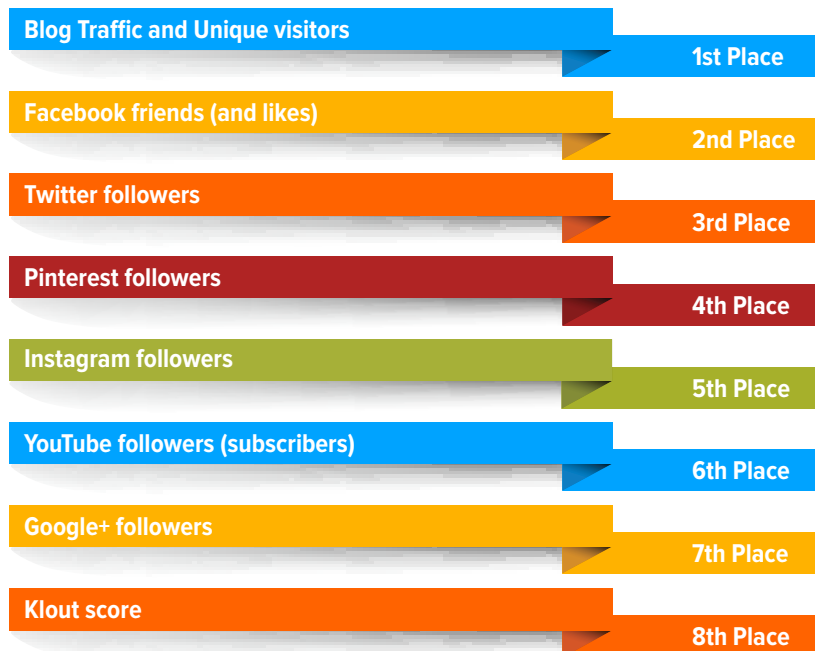 Blog Traffic and Unique visitors
1st Place
Facebook friends (and likes)
2nd Place
Twitter followers
3rd Place
Pinterest followers
4th Place
Instagram followers
5th Place
YouTube followers (subscribers)
6th Place
Google+ followers
7th Place
Klout score
8th Place